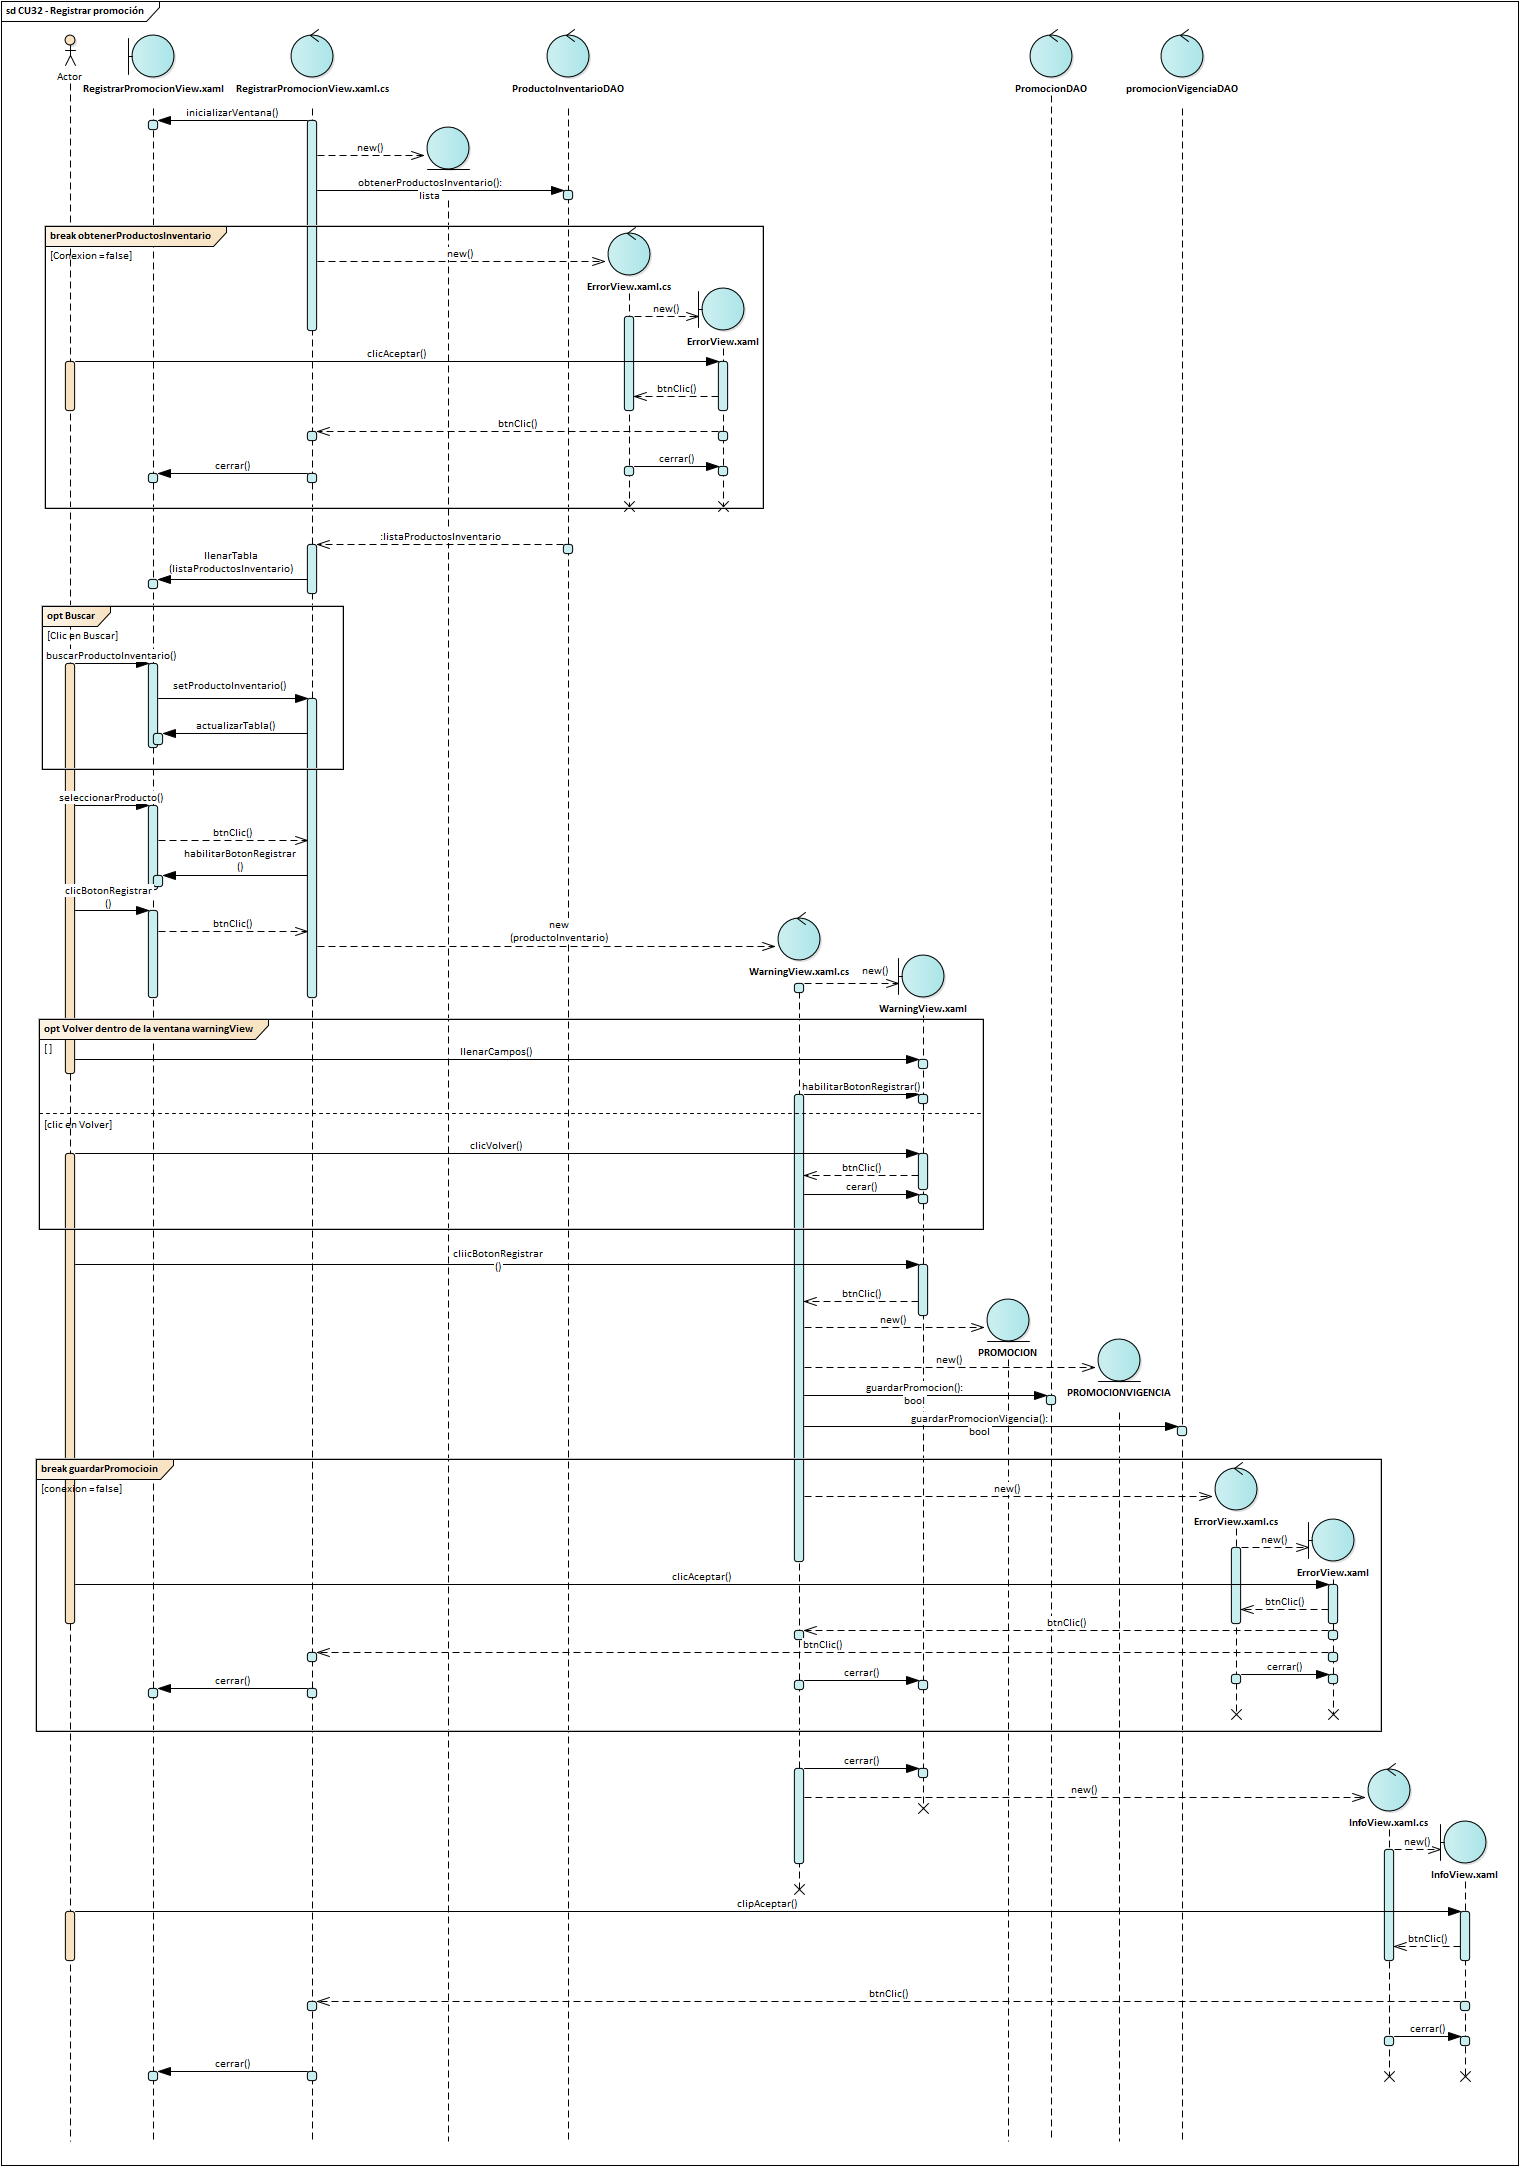 sd CU32 - Registrar promoción
Actor
RegistrarPromocionView.xaml
RegistrarPromocionView.xaml.cs
ProductoInventarioDAO
PromocionDAO
promocionVigenciaDAO
inicializarVentana()
new()
obtenerProductosInventario():
lista
break obtenerProductosInventario
[Conexion = false]
new()
ErrorView.xaml.cs
new()
ErrorView.xaml
clicAceptar()
btnClic()
btnClic()
cerrar()
cerrar()
:listaProductosInventario
llenarTabla
(listaProductosInventario)
opt Buscar
[Clic en Buscar]
buscarProductoInventario()
setProductoInventario()
actualizarTabla()
seleccionarProducto()
btnClic()
habilitarBotonRegistrar
()
clicBotonRegistrar
()
btnClic()
new
(productoInventario)
WarningView.xaml.cs
new()
WarningView.xaml
opt Volver dentro de la ventana warningView
[ ]
llenarCampos()
habilitarBotonRegistrar()
[clic en Volver]
clicVolver()
btnClic()
cerar()
cliicBotonRegistrar
()
btnClic()
new()
PROMOCION
new()
PROMOCIONVIGENCIA
guardarPromocion():
bool
guardarPromocionVigencia():
bool
break guardarPromocioin
[conexion = false]
new()
ErrorView.xaml.cs
new()
ErrorView.xaml
clicAceptar()
btnClic()
btnClic()
btnClic()
cerrar()
cerrar()
cerrar()
cerrar()
new()
InfoView.xaml.cs
new()
InfoView.xaml
clipAceptar()
btnClic()
btnClic()
cerrar()
cerrar()